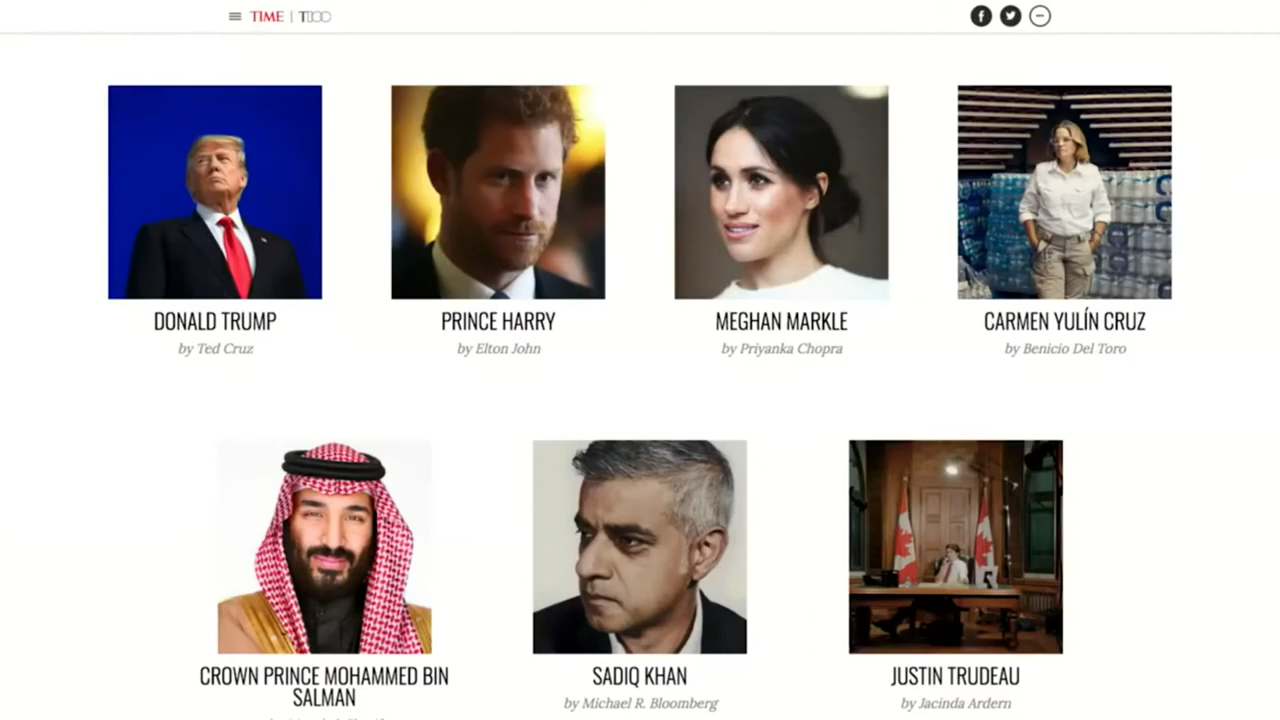 TIME | T100
DONALD TRUMP
by Ted Cruz
PRINCE HARRY
by Elton John
MEGHAN MARKLE
by Priyanka Chopra
CARMEN YULÍN CRUZ
by Benicio Del Toro
CROWN PRINCE MOHAMMED BIN
SALMAN
SADIQ KHAN
by Michael R. Bloomberg
JUSTIN TRUDEAU
by Jacinda Ardern